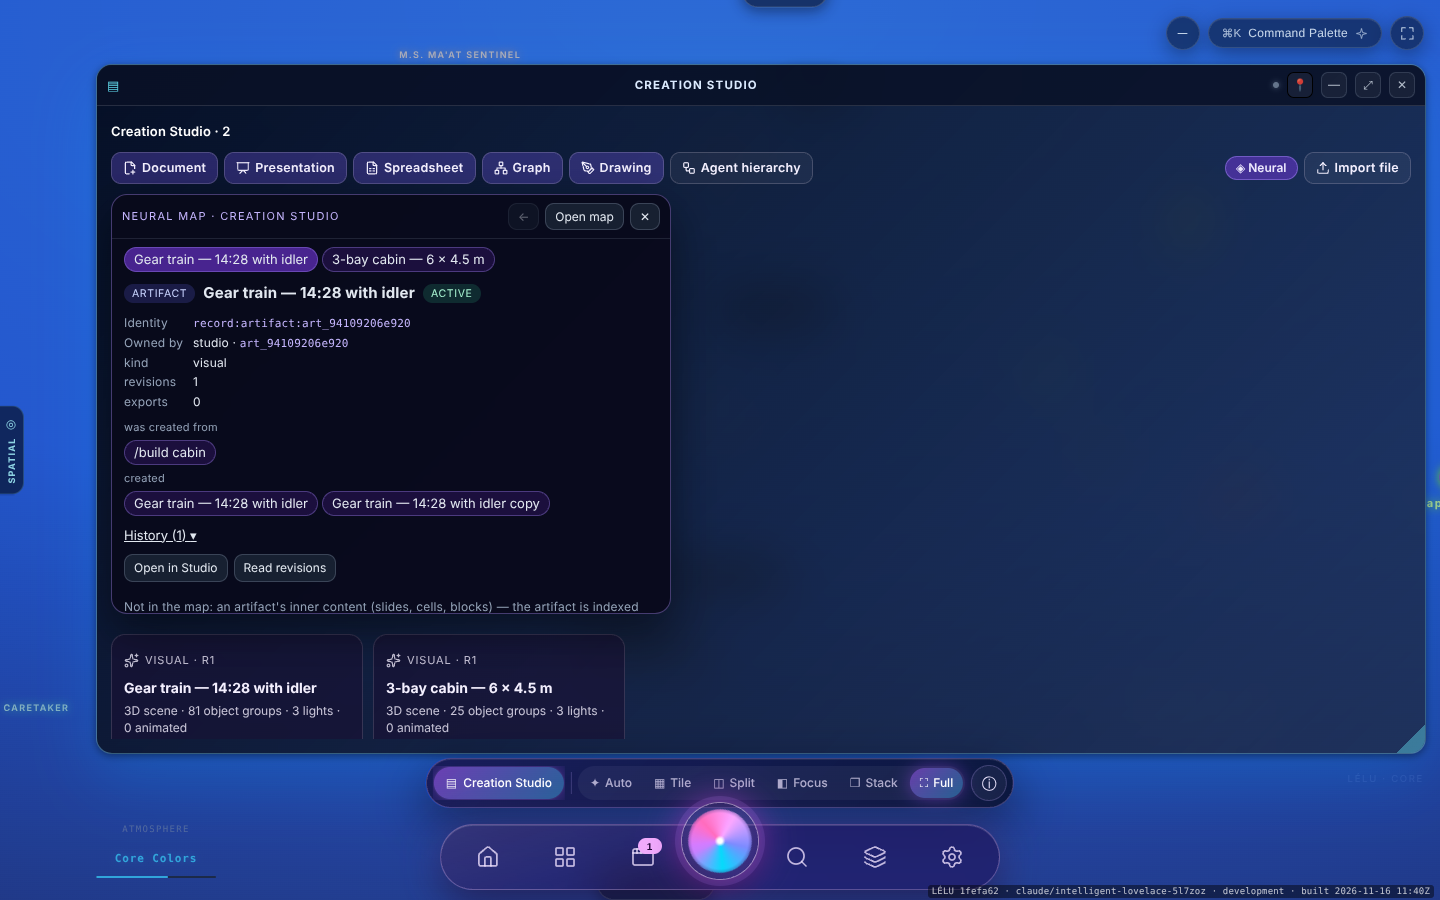 ⌘K Command Palette
M.S. MA'AT SENTINEL
CREATION STUDIO
Creation Studio · 2
Document
Presentation
Spreadsheet
Graph
Drawing
Agent hierarchy
◈ Neural
Import file
NEURAL MAP · CREATION STUDIO
← Open map ✕
Gear train — 14:28 with idler
3-bay cabin — 6 × 4.5 m
ARTIFACT Gear train — 14:28 with idler ACTIVE
Identity record:artifact:art_94109206e920
Owned by studio · art_94109206e920
kind visual
revisions 1
exports 0
was created from
/build cabin
created
Gear train — 14:28 with idler
Gear train — 14:28 with idler copy
History (1) ▾
Open in Studio
Read revisions
Not in the map: an artifact's inner content (slides, cells, blocks) — the artifact is indexed
VISUAL · R1
Gear train — 14:28 with idler
3D scene · 81 object groups · 3 lights ·
0 animated
VISUAL · R1
3-bay cabin — 6 × 4.5 m
3D scene · 25 object groups · 3 lights ·
0 animated
SPATIAL
ap
CARETAKER
Creation Studio
Auto
Tile
Split
Focus
Stack
Full
LÉLU · CORE
ATMOSPHERE
Core Colors
1
LÉLU 1fefa62 · claude/intelligent-lovelace-5l7zoz · development · built 2026-11-16 11:40Z